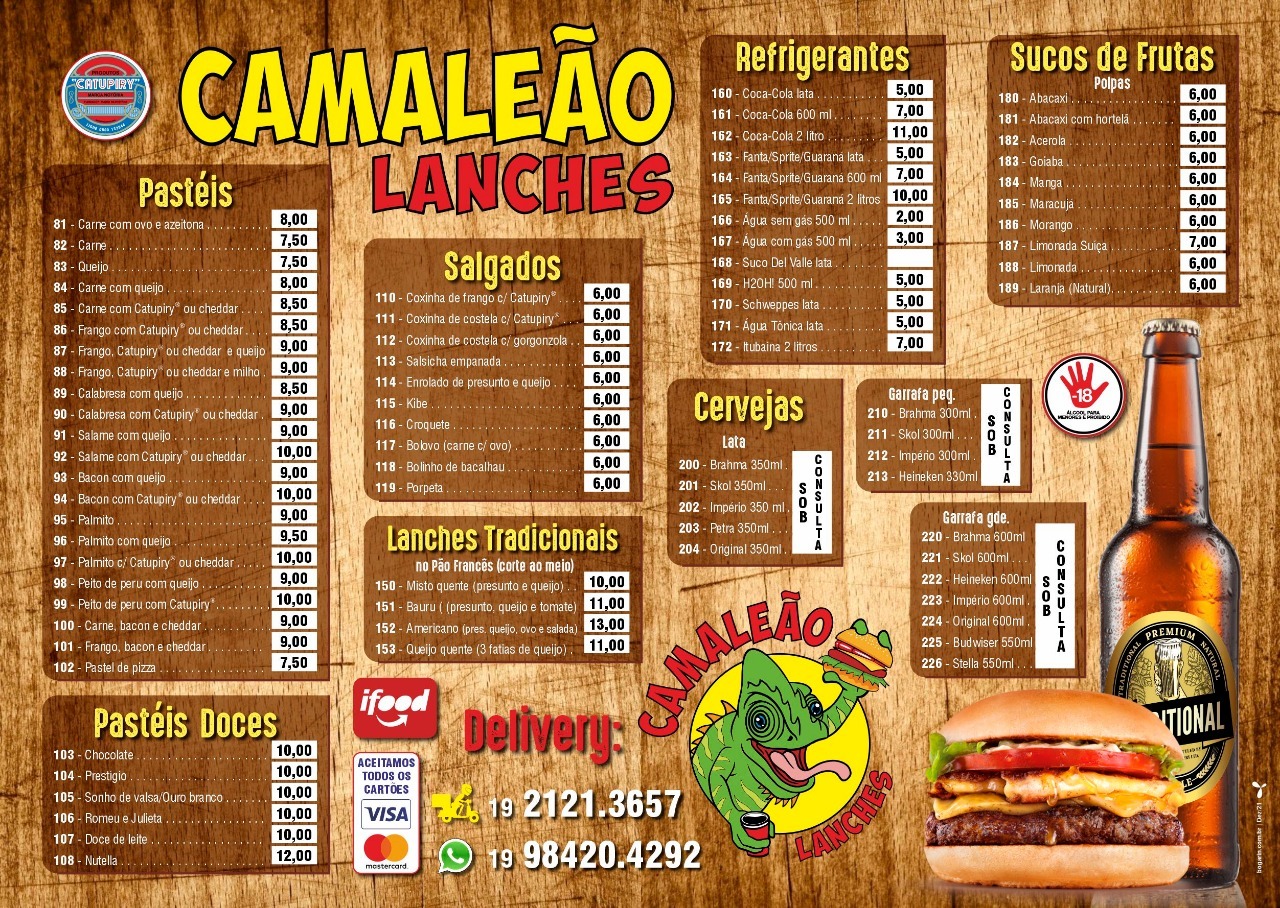 PRODUTOS
"CATUPIRY"
MARCA NOTÓRIA
CAMALEÃO
LANCHES
Pastéis
81 - Carne com ovo e azeitona . . . . . . . . . . 8,00
82 - Carne . . . . . . . . . . 7,50
83 - Queijo . . . . . . . . . . 7,50
84 - Carne com queijo . . . . . . . . . . 8,00
85 - Carne com Catupiry® ou cheddar . . . . 8,50
86 - Frango com Catupiry® ou cheddar . . . . 8,50
87 - Frango, Catupiry® ou cheddar e queijo 9,00
88 - Frango, Catupiry® ou cheddar e milho . 9,00
89 - Calabresa com queijo . . . . . . . . . . 8,50
90 - Calabresa com Catupiry® ou cheddar . 9,00
91 - Salame com queijo . . . . . . . . . . 9,00
92 - Salame com Catupiry® ou cheddar . . . 10,00
93 - Bacon com queijo . . . . . . . . . . 9,00
94 - Bacon com Catupiry® ou cheddar . . . . 10,00
95 - Palmito . . . . . . . . . . 9,00
96 - Palmito com queijo . . . . . . . . . . 9,50
97 - Palmito c/ Catupiry® ou cheddar . . . . . 10,00
98 - Peito de peru com queijo . . . . . . . . . . 9,00
99 - Peito de peru com Catupiry® . . . . . . . . 10,00
100 - Carne, bacon e cheddar . . . . . . . . . . 9,00
101 - Frango, bacon e cheddar . . . . . . . . . 9,00
102 - Pastel de pizza . . . . . . . . . . 7,50
Pastéis Doces
103 - Chocolate . . . . . . . . . . 10,00
104 - Prestigio . . . . . . . . . . 10,00
105 - Sonho de valsa/Ouro branco . . . . . . . 10,00
106 - Romeu e Julieta . . . . . . . . . . 10,00
107 - Doce de leite . . . . . . . . . . 10,00
108 - Nutella . . . . . . . . . . 12,00
Salgados
110 - Coxinha de frango c/ Catupiry® . . . . 6,00
111 - Coxinha de costela c/ Catupiry® . . . 6,00
112 - Coxinha de costela c/ gorgonzola . . 6,00
113 - Salsicha empanada . . . . . . . . . . 6,00
114 - Enrolado de presunto e queijo . . . . 6,00
115 - Kibe . . . . . . . . . . 6,00
116 - Croquete . . . . . . . . . . 6,00
117 - Bolovo (carne c/ ovo) . . . . . . . . . . 6,00
118 - Bolinho de bacalhau . . . . . . . . . . 6,00
119 - Porpeta . . . . . . . . . . 6,00
Lanches Tradicionais
no Pão Francês (corte ao meio)
150 - Misto quente (presunto e queijo) . . 10,00
151 - Bauru ( (presunto, queijo e tomate) 11,00
152 - Americano (pres. queijo, ovo e salada) 13,00
153 - Queijo quente (3 fatias de queijo) . . 11,00
ifood
ACEITAMOS
TODOS OS
CARTÕES
VISA
mastercard.
Delivery:
19 2121.3657
19 98420.4292
Refrigerantes
160 - Coca-Cola lata . . . . . . . . . . 5,00
161 - Coca-Cola 600 ml . . . . . . . . 7,00
162 - Coca-Cola 2 litro . . . . . . . . . 11,00
163 - Fanta/Sprite/Guaraná lata . . . 5,00
164 - Fanta/Sprite/Guaraná 600 ml 7,00
165 - Fanta/Sprite/Guaraná 2 litros 10,00
166 - Água sem gás 500 ml . . . . . 2,00
167 - Água com gás 500 ml . . . . . 3,00
168 - Suco Del Valle lata . . . . . . . .
169 - H2OH! 500 ml . . . . . . . . . . 5,00
170 - Schweppes lata . . . . . . . . . . 5,00
171 - Água Tônica lata . . . . . . . . . 5,00
172 - Itubaina 2 litros . . . . . . . . . . 7,00
Sucos de Frutas
Polpas
180 - Abacaxi . . . . . . . . . . 6,00
181 - Abacaxi com hortelã . . . . . . . 6,00
182 - Acerola . . . . . . . . . . 6,00
183 - Goiaba . . . . . . . . . . 6,00
184 - Manga . . . . . . . . . . 6,00
185 - Maracujá . . . . . . . . . . 6,00
186 - Morango . . . . . . . . . . 6,00
187 - Limonada Suiça . . . . . . . . . . 7,00
188 - Limonada . . . . . . . . . . 6,00
189 - Laranja (Natural) . . . . . . . . . . 6,00
Cervejas
Lata
200 - Brahma 350ml .
201 - Skol 350ml . . . .
202 - Império 350 ml .
203 - Petra 350ml . . .
204 - Original 350ml .
SOB CONSULTA
Garrafa peq.
210 - Brahma 300ml .
211 - Skol 300ml . . .
212 - Império 300ml .
213 - Heineken 330ml
SOB CONSULTA
Garrafa gde.
220 - Brahma 600ml
221 - Skol 600ml . . . .
222 - Heineken 600ml
223 - Império 600ml .
224 - Original 600ml .
225 - Budwiser 550ml
226 - Stella 550ml . . .
SOB CONSULTA
-18
ÁLCOOL PARA
MENORES É PROIBIDO
CAMALEÃO
LANCHES
TRADITIONAL PREMIUM NATURAL